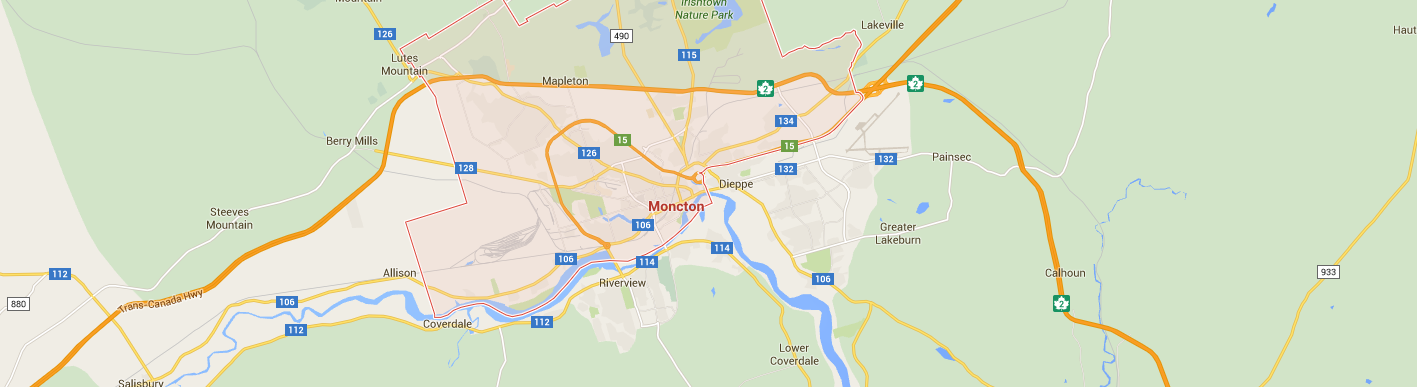 Mountain
Irishtown
Nature Park
Lakeville
126
490
115
Haut
Lutes
Mountain
Mapleton
2
2
134
15
15
Berry Mills
126
128
132
132
Painsec
Dieppe
Moncton
Steeves
Mountain
106
Greater
Lakeburn
114
106
114
112
Allison
Riverview
106
Calhoun
933
880
Trans-Canada Hwy
106
2
112
Coverdale
112
Lower
Coverdale
Salisbury